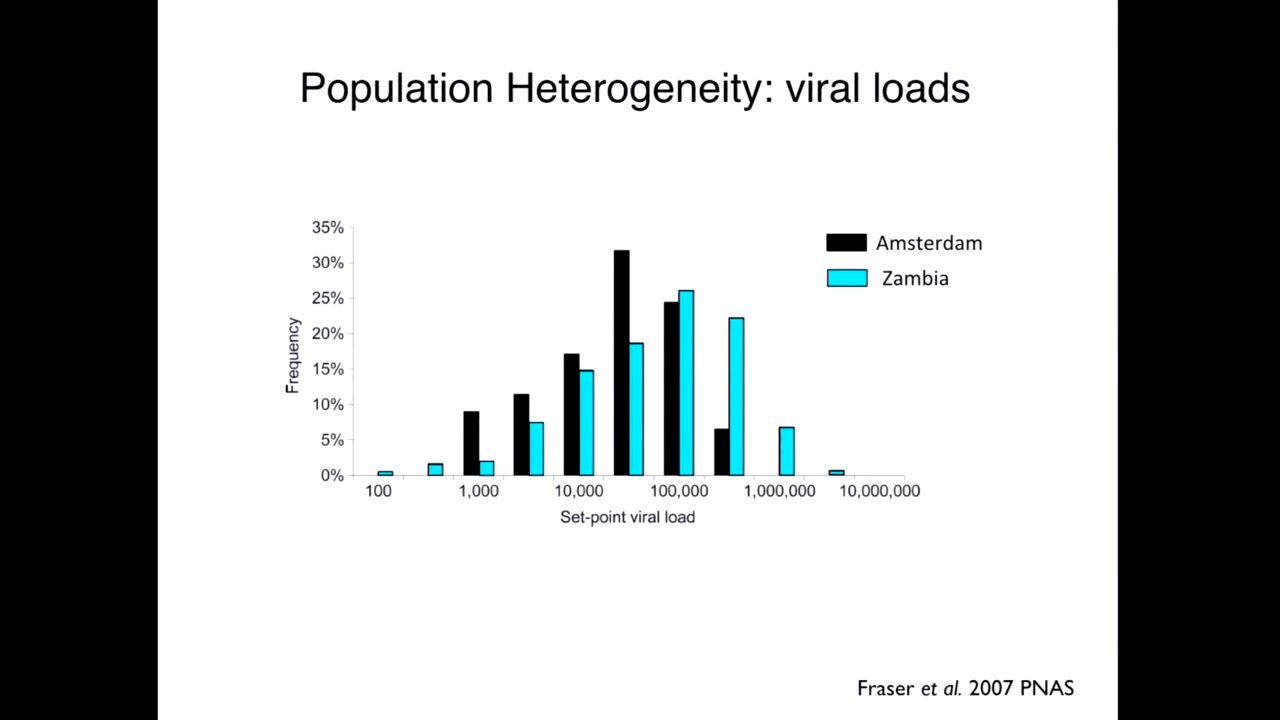 Population Heterogeneity: viral loads
35%
30%
25%
20%
15%
10%
5%
0%
Frequency
100 1,000 10,000 100,000 1,000,000 10,000,000
Set-point viral load
Amsterdam
Zambia
Fraser et al. 2007 PNAS